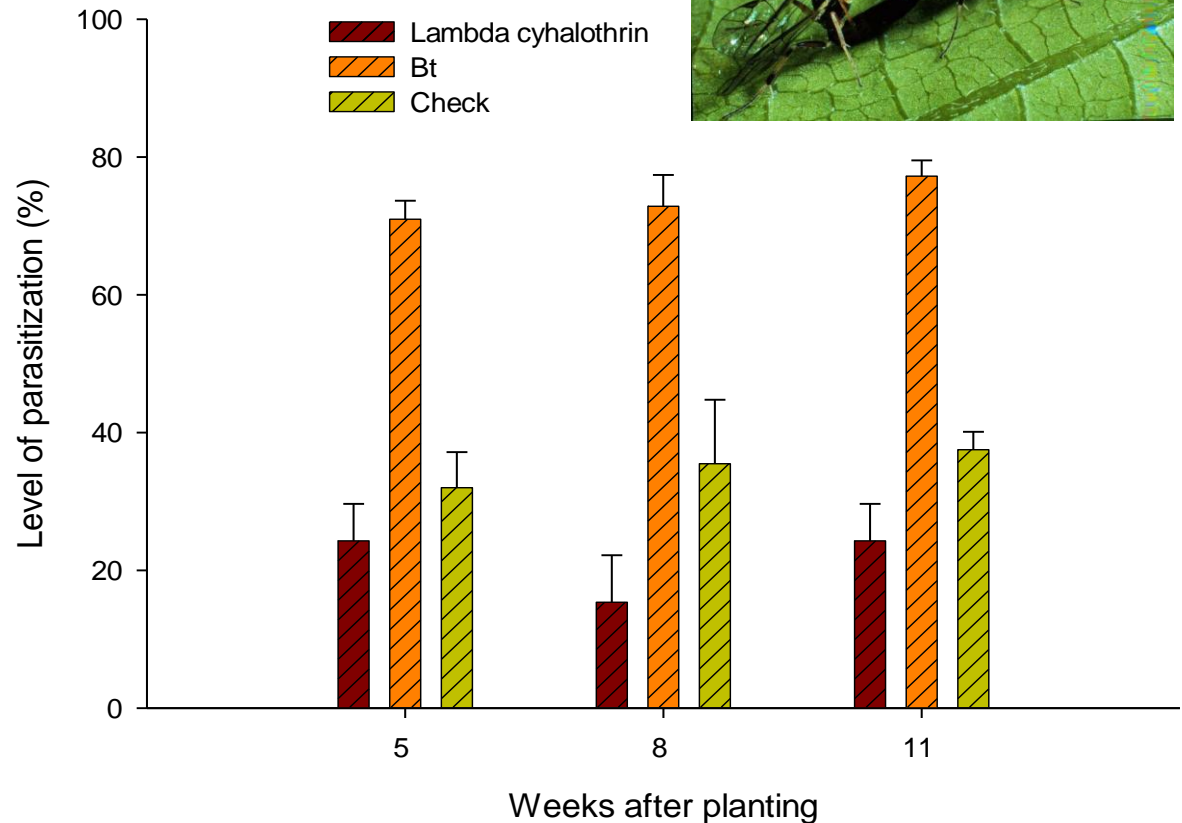 Lambda cyhalothrin
Bt
Check
Level of parasitization (%)
100
80
60
40
20
0
5 8 11
Weeks after planting